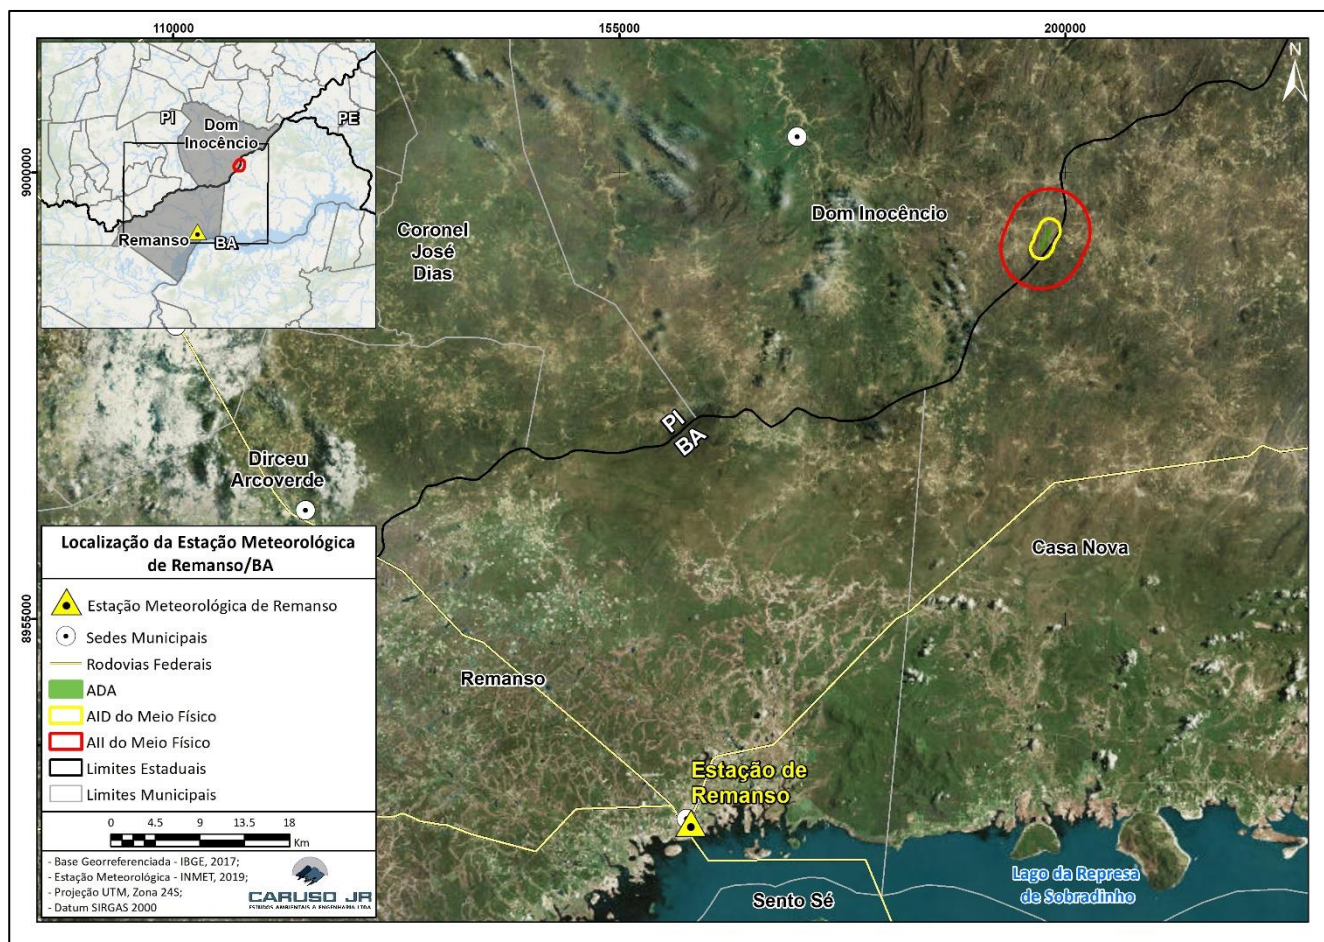 110000
155000
200000
N
9000000
8955000
PI
PE
Dom
Inocêncio
Remanso
BA
Coronel
José
Dias
Dom Inocêncio
PI
BA
Dirceu
Arcoverde
Casa Nova
Remanso
Estação de
Remanso
Lago da Represa
de Sobradinho
Sento Sé
Localização da Estação Meteorológica
de Remanso/BA
Estação Meteorológica de Remanso
Sedes Municipais
Rodovias Federais
ADA
AID do Meio Físico
AII do Meio Físico
Limites Estaduais
Limites Municipais
0 4.5 9 13.5 18
Km
- Base Georreferenciada - IBGE, 2017;
- Estação Meteorológica - INMET, 2019;
- Projeção UTM, Zona 24S;
- Datum SIRGAS 2000
CARUSO JR
ESTUDOS AMBIENTAIS & ENGENHARIA LTDA